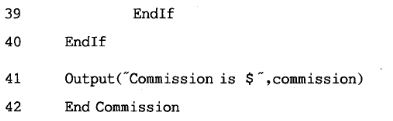 39 EndIf
40 EndIf
41 Output("Commission is $",commission)
42 End Commission